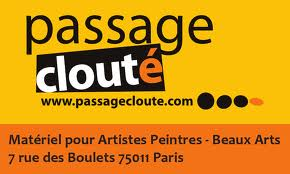 passage
clouté
www.passagecloute.com
Matériel pour Artistes Peintres - Beaux Arts
7 rue des Boulets 75011 Paris